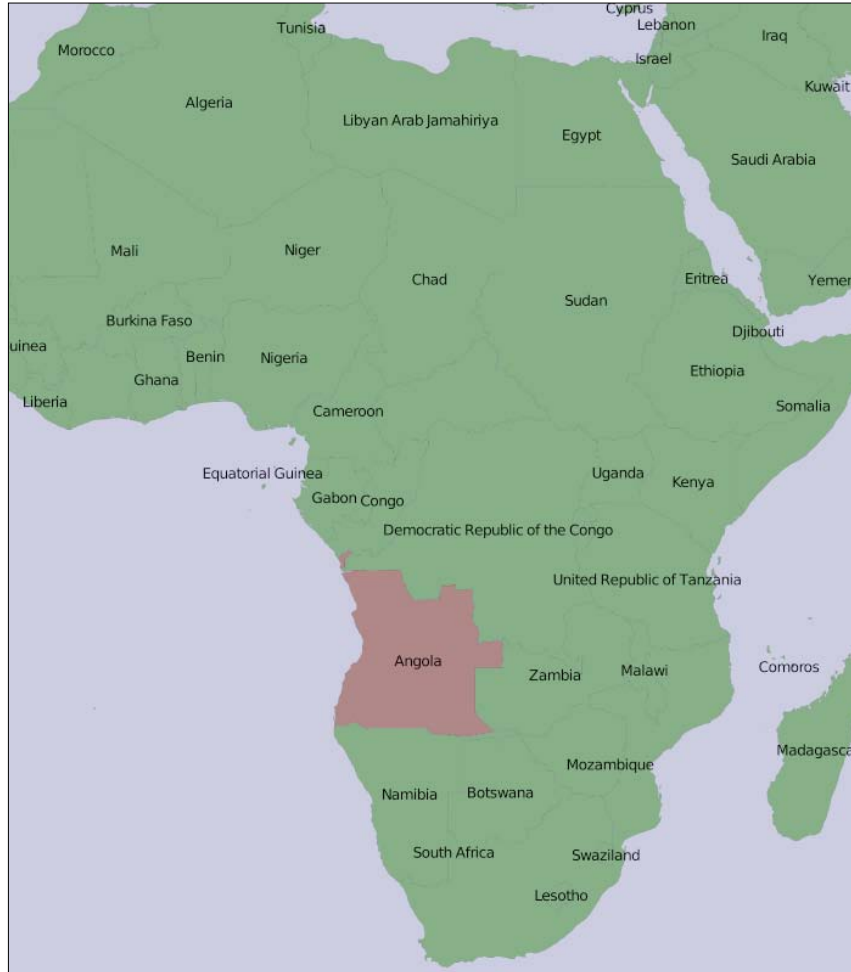 Cyprus
Tunisia
Lebanon
Iraq
Morocco
Israel
Kuwait
Algeria
Libyan Arab Jamahiriya
Egypt
Saudi Arabia
Mali
Niger
Chad
Sudan
Eritrea
Yemen
Burkina Faso
Djibouti
uinea
Benin
Nigeria
Ghana
Ethiopia
Liberia
Cameroon
Somalia
Equatorial Guinea
Uganda
Kenya
Gabon
Congo
Democratic Republic of the Congo
United Republic of Tanzania
Angola
Zambia
Malawi
Comoros
Madagasca
Mozambique
Namibia
Botswana
South Africa
Swaziland
Lesotho